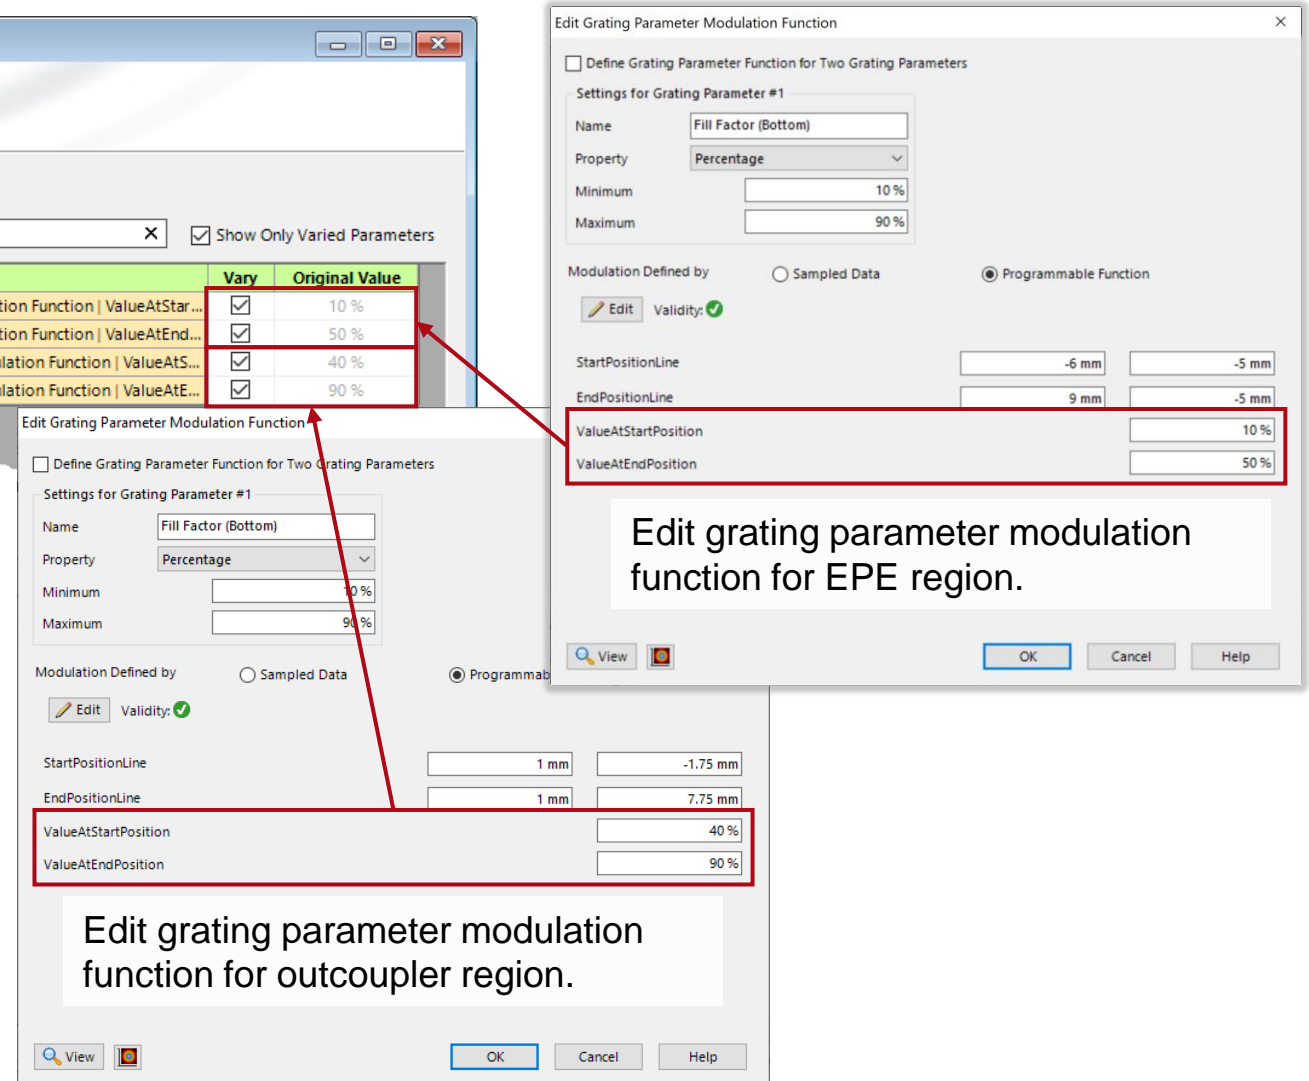 Show Only Varied Parameters
Vary Original Value
tion Function | ValueAtStar... 10 %
tion Function | ValueAtEnd... 50 %
ulation Function | ValueAtS... 40 %
ulation Function | ValueAtE... 90 %
Edit Grating Parameter Modulation Function
Define Grating Parameter Function for Two Grating Parameters
Settings for Grating Parameter #1
Name Fill Factor (Bottom)
Property Percentage
Minimum 10 %
Maximum 90 %
Modulation Defined by Sampled Data Programmable Function
Edit Validity:
StartPositionLine -6 mm -5 mm
EndPositionLine 9 mm -5 mm
ValueAtStartPosition 10 %
ValueAtEndPosition 50 %
Edit grating parameter modulation
function for EPE region.
View OK Cancel Help
Edit Grating Parameter Modulation Function
Define Grating Parameter Function for Two Grating Parameters
Settings for Grating Parameter #1
Name Fill Factor (Bottom)
Property Percentage
Minimum 10 %
Maximum 90 %
Modulation Defined by Sampled Data Programmab
Edit Validity:
StartPositionLine 1 mm -1.75 mm
EndPositionLine 1 mm 7.75 mm
ValueAtStartPosition 40 %
ValueAtEndPosition 90 %
Edit grating parameter modulation
function for outcoupler region.
View OK Cancel Help